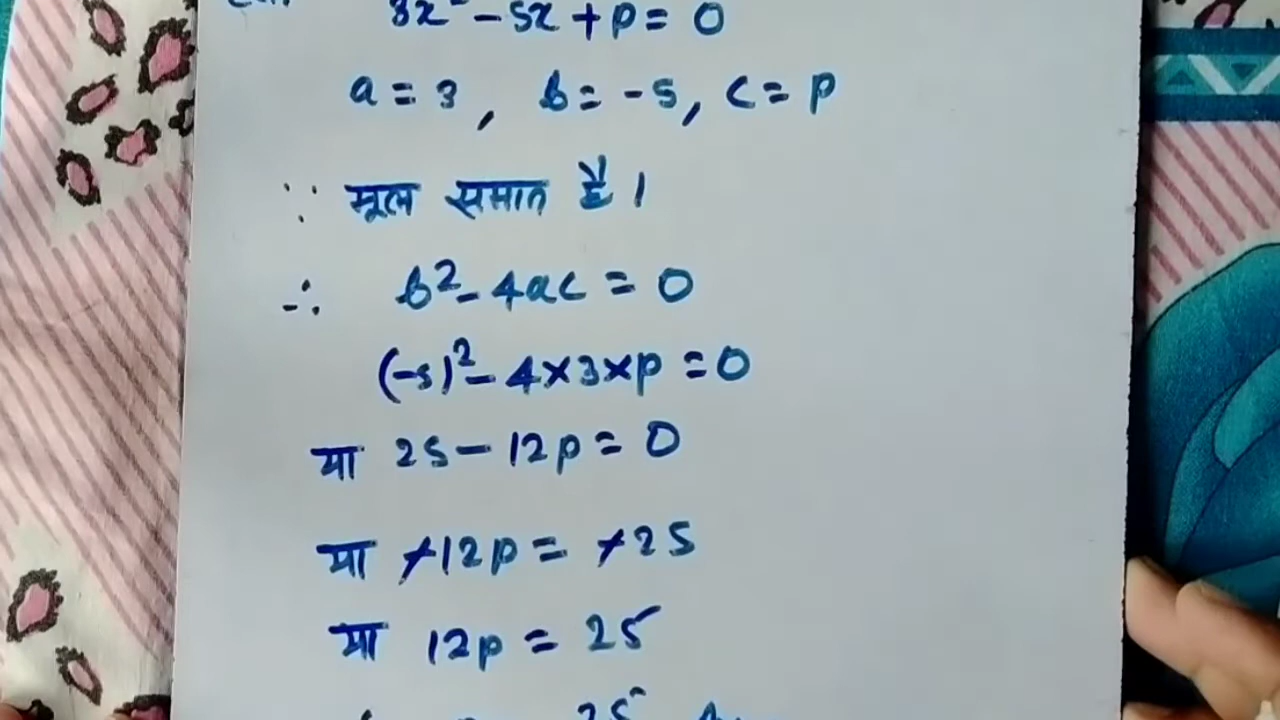 3x² - 5x + p = 0
a = 3, b = -5, c = p
∵ मूल समान है।
∴ b² - 4ac = 0
(-5)² - 4×3×p = 0
या 25 - 12p = 0
या -12p = -25
या 12p = 25
25